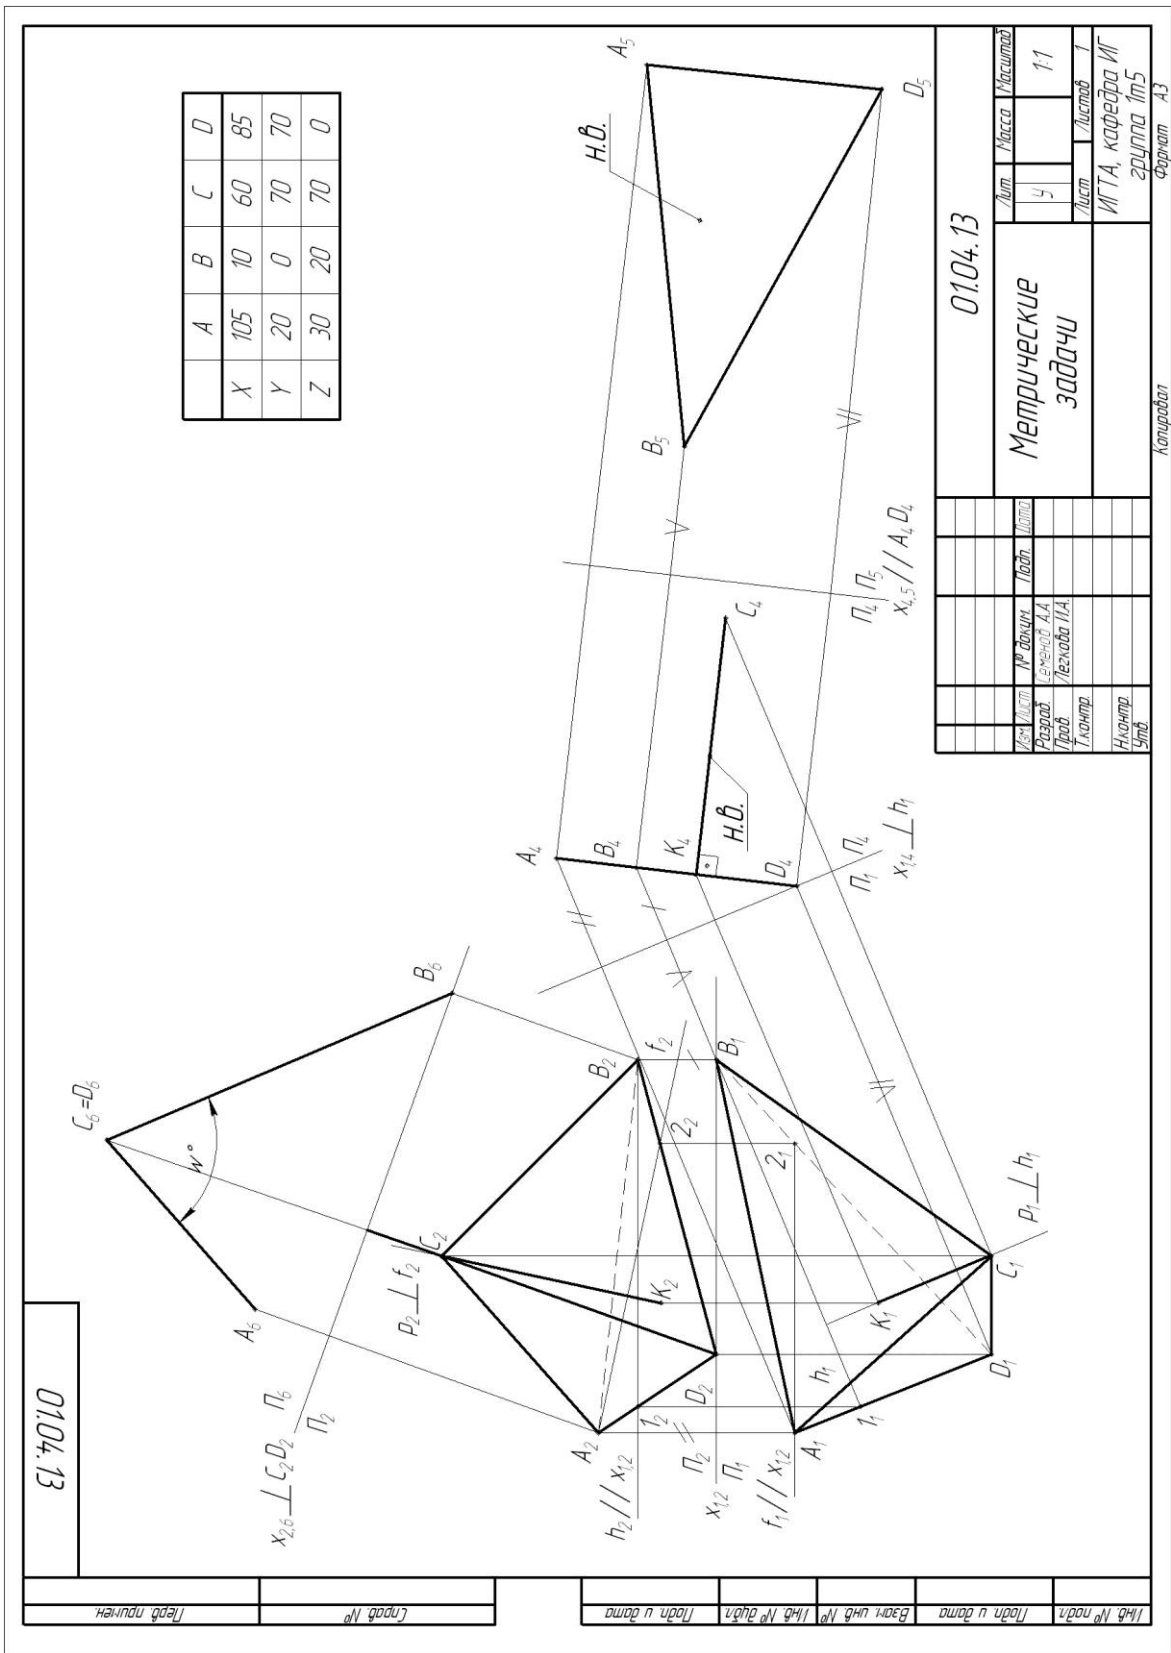 01.04.13
A B C D
X 105 10 60 85
Y 20 0 70 70
Z 30 20 70 0
C₆=D₆
w°
A₆
B₆
x₂,₆ ⊥ C₂D₂
П₆
П₂
p₂ ⊥ f₂
C₂
B₂
f₂
A₂
K₂
2₂
D₂
1₂
h₂ // x₁,₂
П₂
x₁,₂
П₁
f₁ // x₁,₂
A₁
B₁
2₁
h₁
1₁
K₁
D₁
C₁
p₁ ⊥ h₁
A₄
B₄
K₄
D₄
C₄
н.в.
П₁ П₄
x₁,₄ ⊥ h₁
П₄ П₅
x₄,₅ // A₄D₄
A₅
B₅
D₅
н.в.
01.04.13
Метрические
задачи
Лит. Масса Масштаб
У 1:1
Лист Листов 1
ИГТА, кафедра ИГ
группа 1т5
Изм. Лист № докум. Подп. Дата
Разраб. Семенов А.А.
Пров. Легкова И.А.
Т.контр.
Н.контр.
Утв.
Копировал Формат А3
Перв. примен.
Справ. №
Подп. и дата
Инв. № дубл.
Взам. инв. №
Подп. и дата
Инв. № подл.